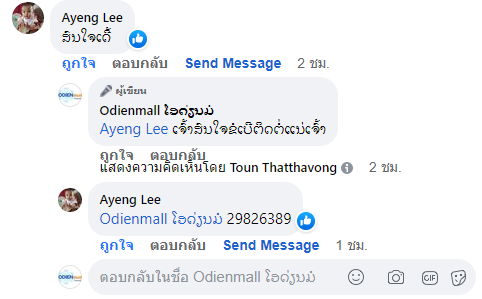 Ayeng Lee
ສົນໃຈເດີ້
ถูกใจ ตอบกลับ Send Message 2 ชม.
ผู้เขียน
Odienmall ໂອດ່ຽນມໍ
Ayeng Lee ເຈົ້າສົນໃຈຂໍເບີຕິດຕໍ່ແນ່ເຈົ້າ
ถูกใจ ตอบกลับ
แสดงความคิดเห็นโดย Toun Thatthavong 2 ชม.
Ayeng Lee
Odienmall ໂອດ່ຽນມໍ 29826389
ถูกใจ ตอบกลับ Send Message 1 ชม.
ตอบกลับในชื่อ Odienmall ໂອດ່ຽນມໍ
GIF